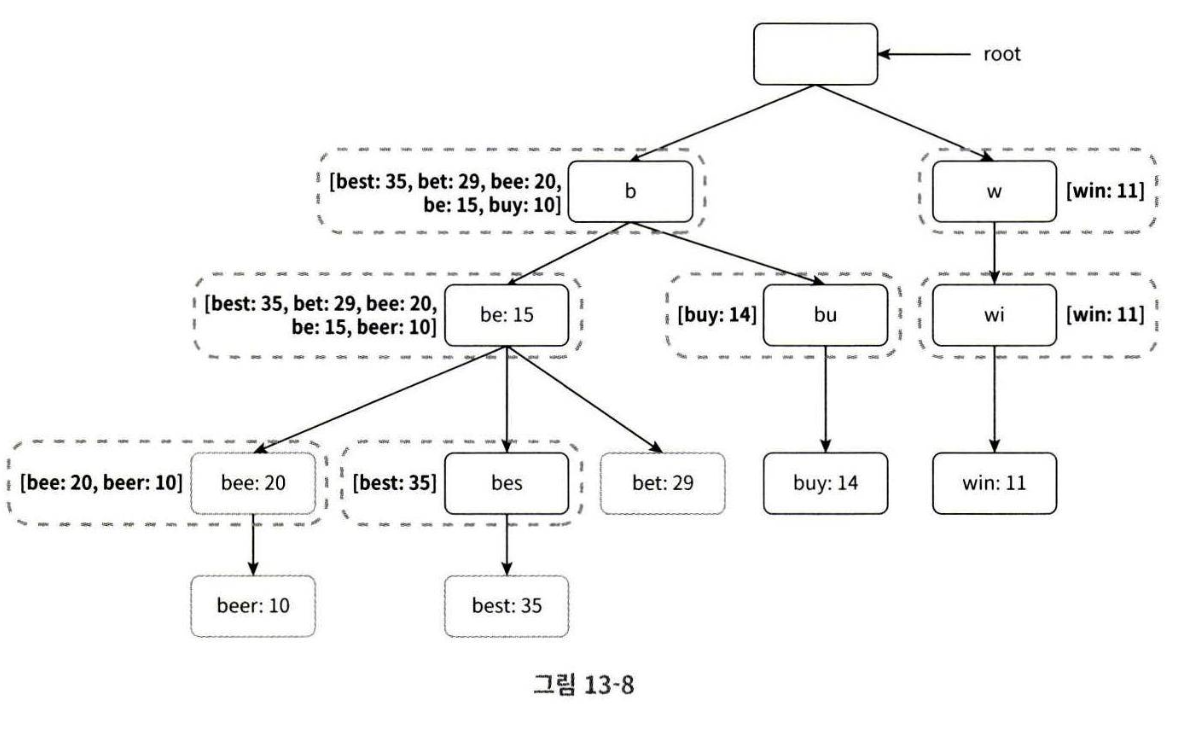 root
[best: 35, bet: 29, bee: 20,
be: 15, buy: 10]
b
w
[win: 11]
[best: 35, bet: 29, bee: 20,
be: 15, beer: 10]
be: 15
[buy: 14]
bu
wi
[win: 11]
[bee: 20, beer: 10]
bee: 20
[best: 35]
bes
bet: 29
buy: 14
win: 11
beer: 10
best: 35
그림 13-8